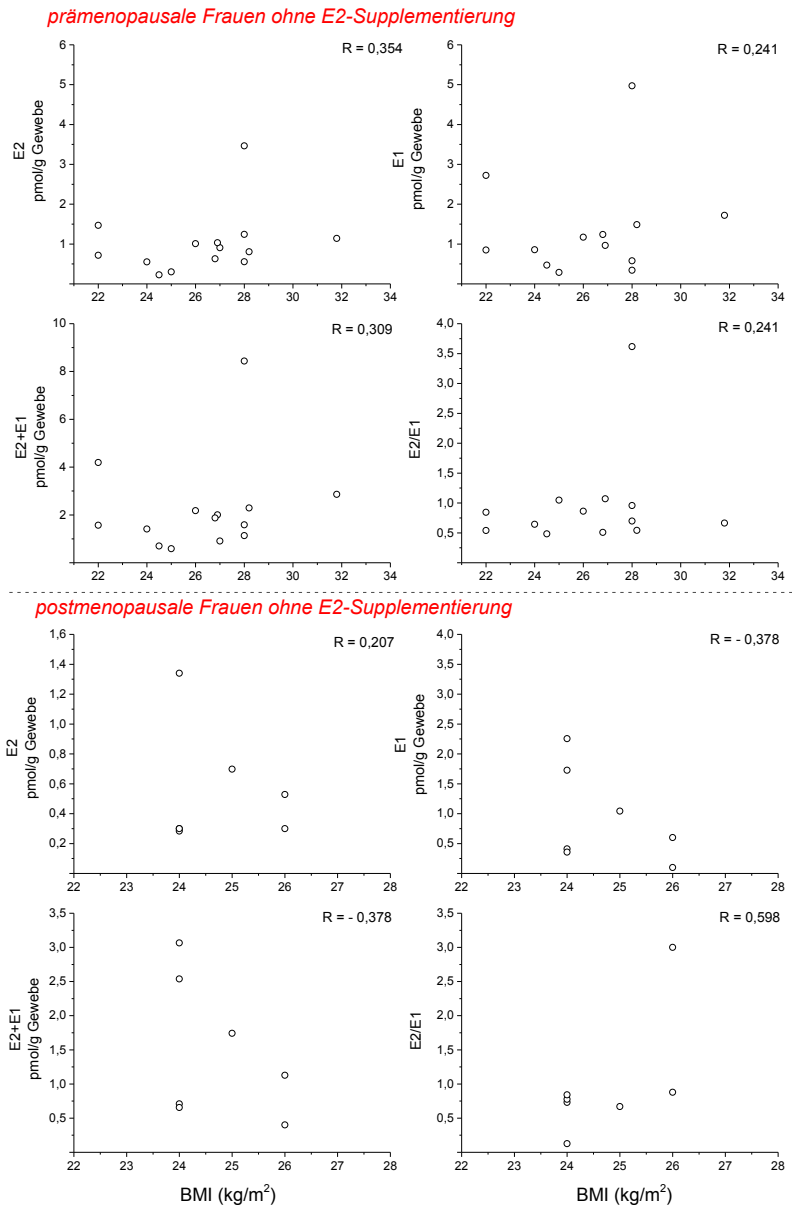 prämenopausale Frauen ohne E2-Supplementierung
R = 0,354
E2
pmol/g Gewebe
6
5
4
3
2
1
22 24 26 28 30 32 34
R = 0,241
E1
pmol/g Gewebe
6
5
4
3
2
1
22 24 26 28 30 32 34
R = 0,309
E2+E1
pmol/g Gewebe
10
8
6
4
2
22 24 26 28 30 32 34
R = 0,241
E2/E1
4,0
3,5
3,0
2,5
2,0
1,5
1,0
0,5
22 24 26 28 30 32 34
postmenopausale Frauen ohne E2-Supplementierung
R = 0,207
E2
pmol/g Gewebe
1,6
1,4
1,2
1,0
0,8
0,6
0,4
0,2
22 23 24 25 26 27 28
R = - 0,378
E1
pmol/g Gewebe
4,0
3,5
3,0
2,5
2,0
1,5
1,0
0,5
22 23 24 25 26 27 28
R = - 0,378
E2+E1
pmol/g Gewebe
3,5
3,0
2,5
2,0
1,5
1,0
0,5
22 23 24 25 26 27 28
BMI (kg/m²)
R = 0,598
E2/E1
3,5
3,0
2,5
2,0
1,5
1,0
0,5
22 23 24 25 26 27 28
BMI (kg/m²)